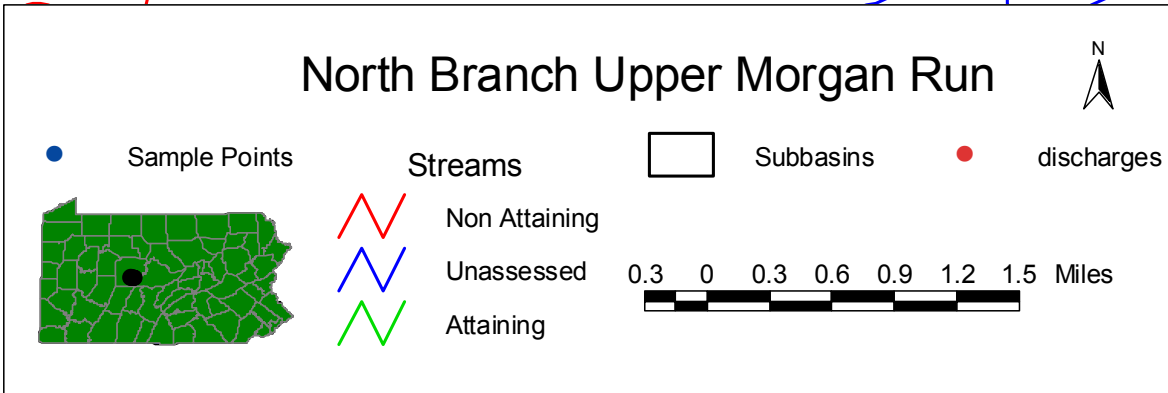 North Branch Upper Morgan Run
N
Sample Points
Streams
Subbasins
discharges
Non Attaining
Unassessed
Attaining
0.3 0 0.3 0.6 0.9 1.2 1.5 Miles